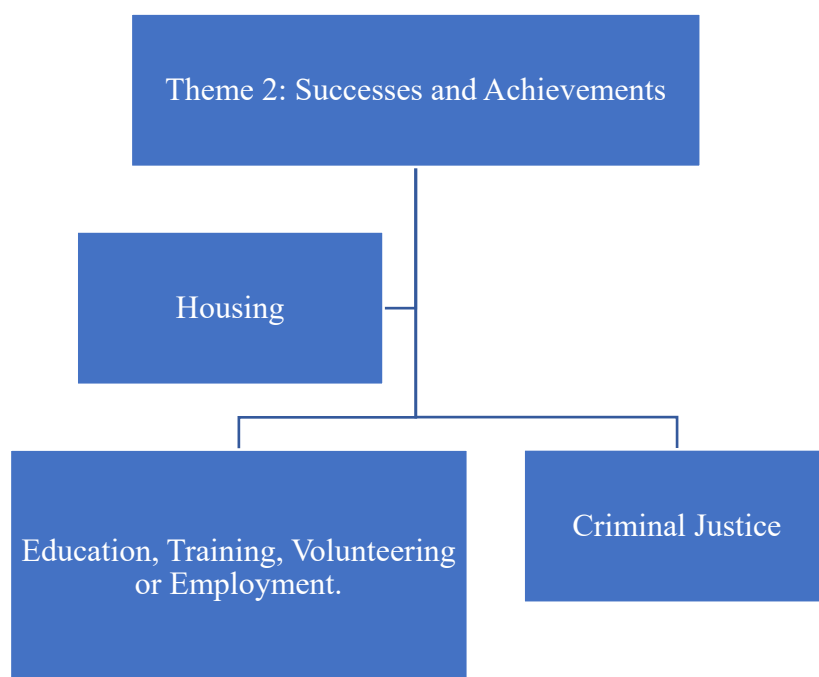 Theme 2: Successes and Achievements
Housing
Education, Training, Volunteering
or Employment.
Criminal Justice